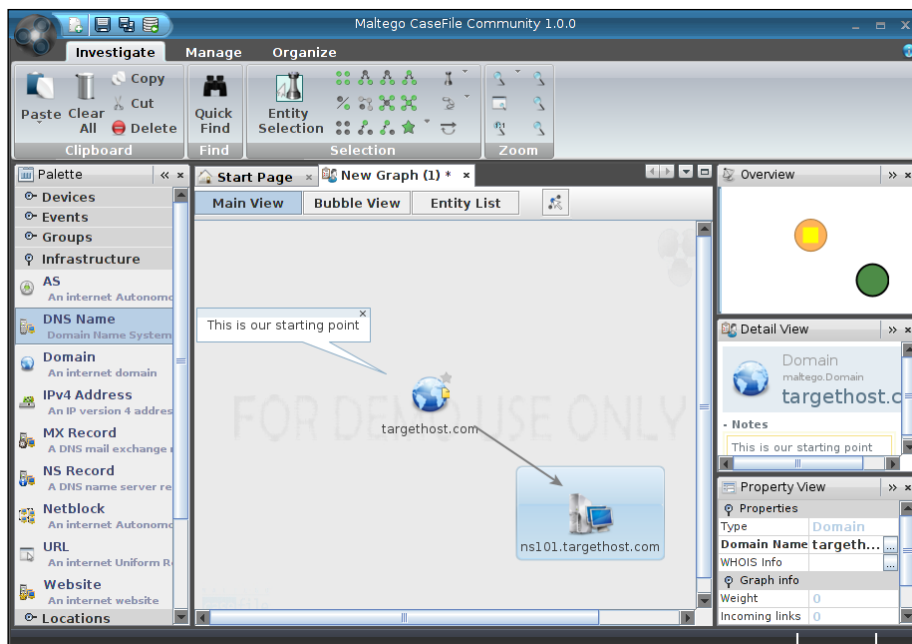 Maltego CaseFile Community 1.0.0
Investigate Manage Organize
Paste Clear All Copy Cut Delete
Clipboard
Quick Find
Find
Entity Selection
Selection
Zoom
Palette
Devices
Events
Groups
Infrastructure
AS
An internet Autonomo
DNS Name
Domain Name System
Domain
An internet domain
IPv4 Address
An IP version 4 addres
MX Record
A DNS mail exchange r
NS Record
A DNS name server re
Netblock
An internet Autonomo
URL
An internet Uniform R
Website
An internet website
Locations
Start Page New Graph (1) *
Main View Bubble View Entity List
This is our starting point
FOR DEMO USE ONLY
targethost.com
ns101.targethost.com
Overview
Detail View
Domain
maltego.Domain
targethost.c
- Notes
This is our starting point
Property View
Properties
Type Domain
Domain Name targeth... ...
WHOIS Info ...
Graph info
Weight 0
Incoming links 0